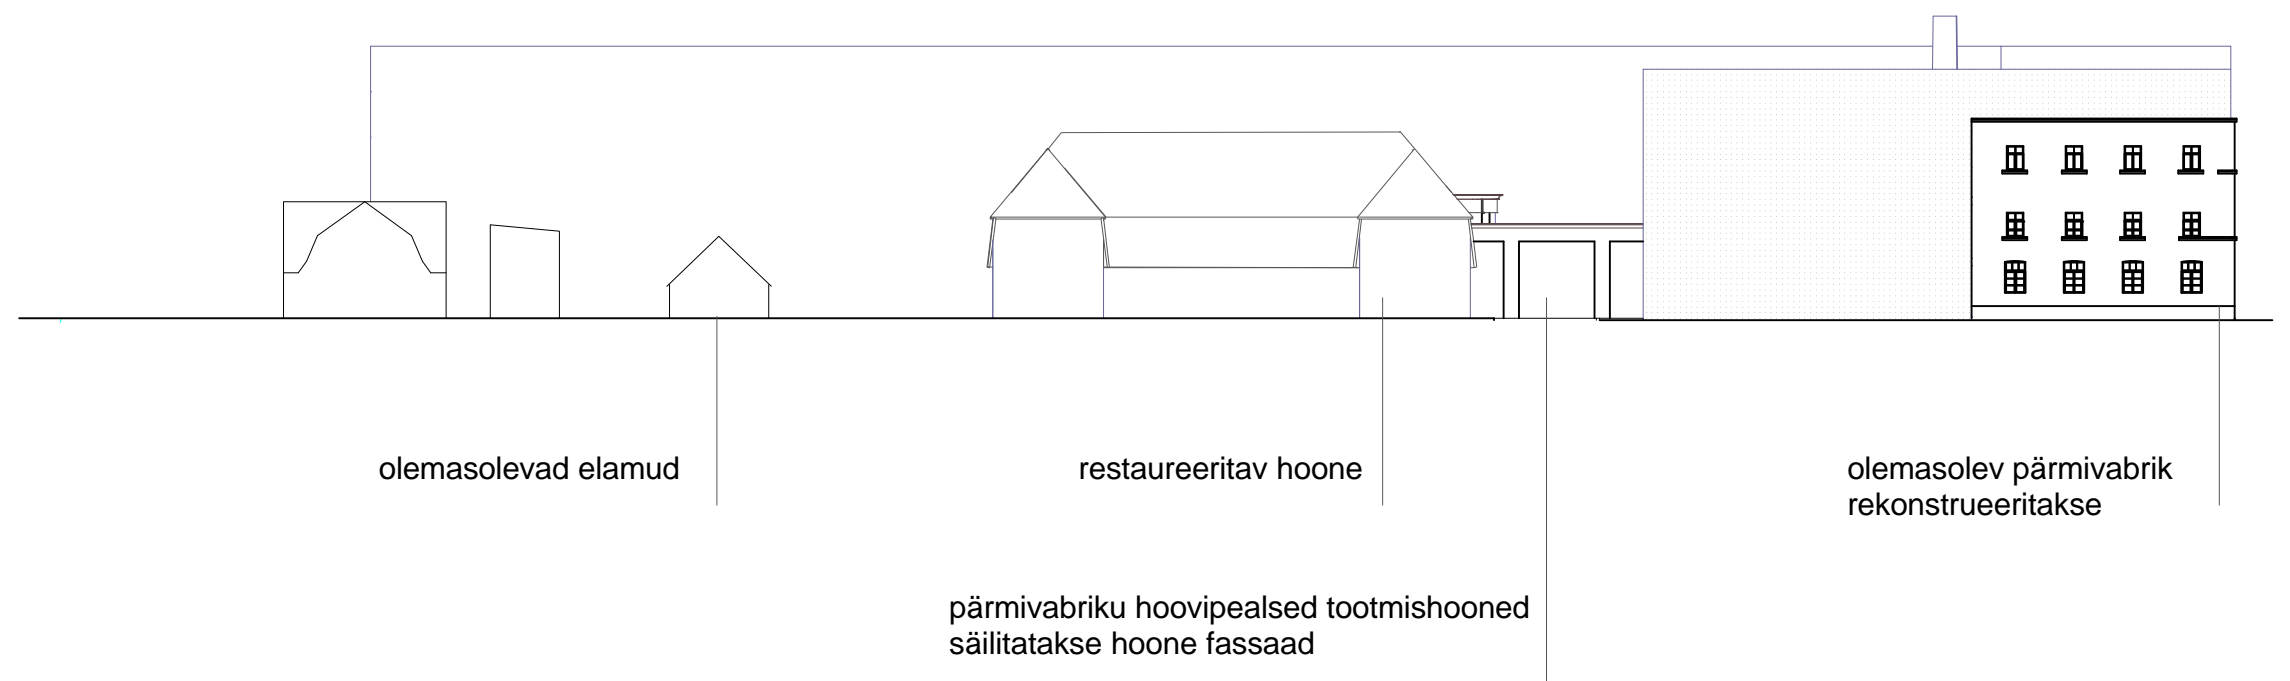 olemasolevad elamud
restaureeritav hoone
olemasolev pärmivabrik
rekonstrueeritakse
pärmivabriku hoovipealsed tootmishooned
säilitatakse hoone fassaad